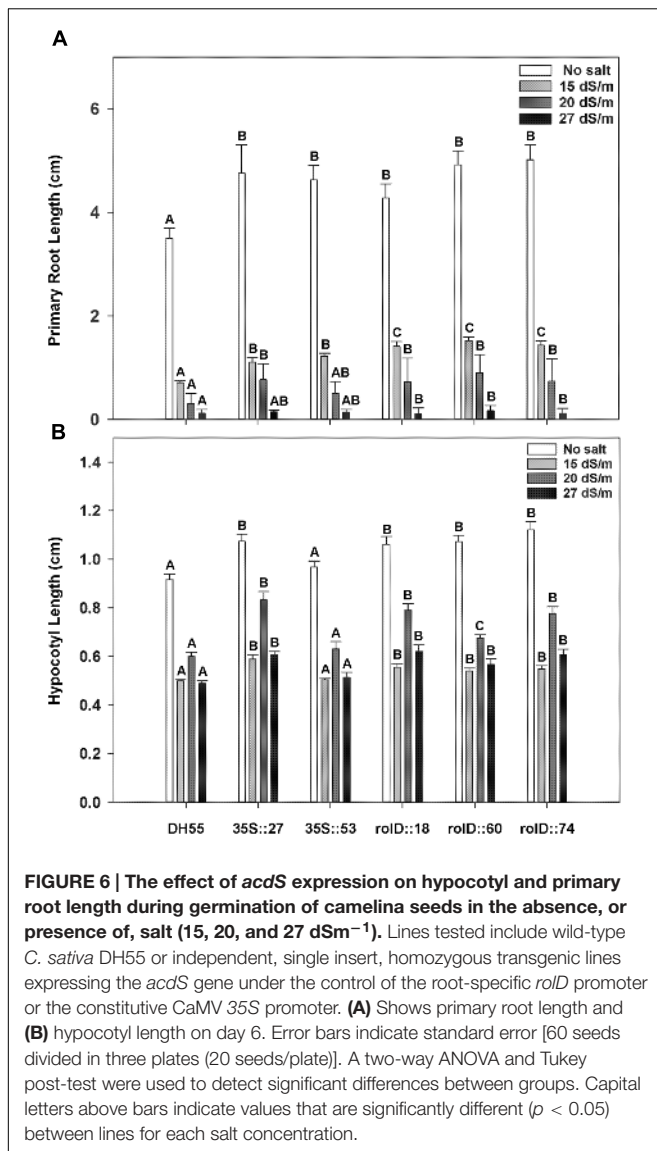 A
No salt
15 dS/m
20 dS/m
27 dS/m
Primary Root Length (cm)
6
4
2
0
A A A A
B B B AB
B B AB AB
B C B B
B C B B
B C B B
B
No salt
15 dS/m
20 dS/m
27 dS/m
Hypocotyl Length (cm)
1.4
1.2
1.0
0.8
0.6
0.4
0.2
0.0
A A A A
B B B B
A A A A
B B B B
B B C B
B B B B
DH55 35S::27 35S::53 rolD::18 rolD::60 rolD::74
FIGURE 6 | The effect of acdS expression on hypocotyl and primary
root length during germination of camelina seeds in the absence, or
presence of, salt (15, 20, and 27 dSm⁻¹). Lines tested include wild-type
C. sativa DH55 or independent, single insert, homozygous transgenic lines
expressing the acdS gene under the control of the root-specific rolD promoter
or the constitutive CaMV 35S promoter. (A) Shows primary root length and
(B) hypocotyl length on day 6. Error bars indicate standard error [60 seeds
divided in three plates (20 seeds/plate)]. A two-way ANOVA and Tukey
post-test were used to detect significant differences between groups. Capital
letters above bars indicate values that are significantly different (p < 0.05)
between lines for each salt concentration.